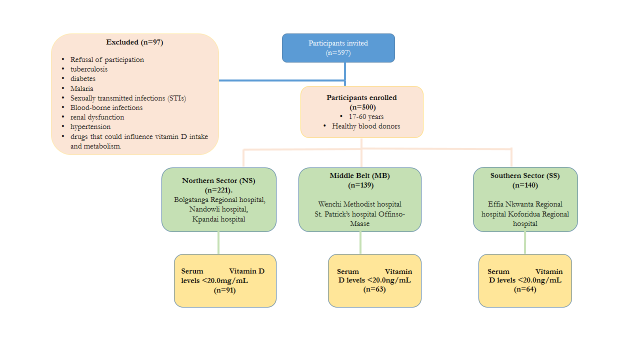 Participants invited
(n=597)
Excluded (n=97)
• Refusal of participation
• tuberculosis
• diabetes
• Malaria
• Sexually transmitted infections (STIs)
• Blood-borne infections
• renal dysfunction
• hypertension
• drugs that could influence vitamin D intake
and metabolism.
Participants enrolled
(n=500)
• 17-60 years
• Healthy blood donors
Northern Sector (NS)
(n=221).
Bolgatanga Regional hospital,
Nandowli hospital,
Kpandai hospital
Middle Belt (MB)
(n=139)
Wenchi Methodist hospital
St. Patrick's hospital Offinso-
Maase
Southern Sector (SS)
(n=140)
Effia Nkwanta Regional
hospital Koforidua Regional
hospital
Serum Vitamin D
levels <20.0mg/mL
(n=91)
Serum Vitamin
D levels <20.0ng/mL
(n=63)
Serum Vitamin
D levels <20.0ng/mL
(n=64)